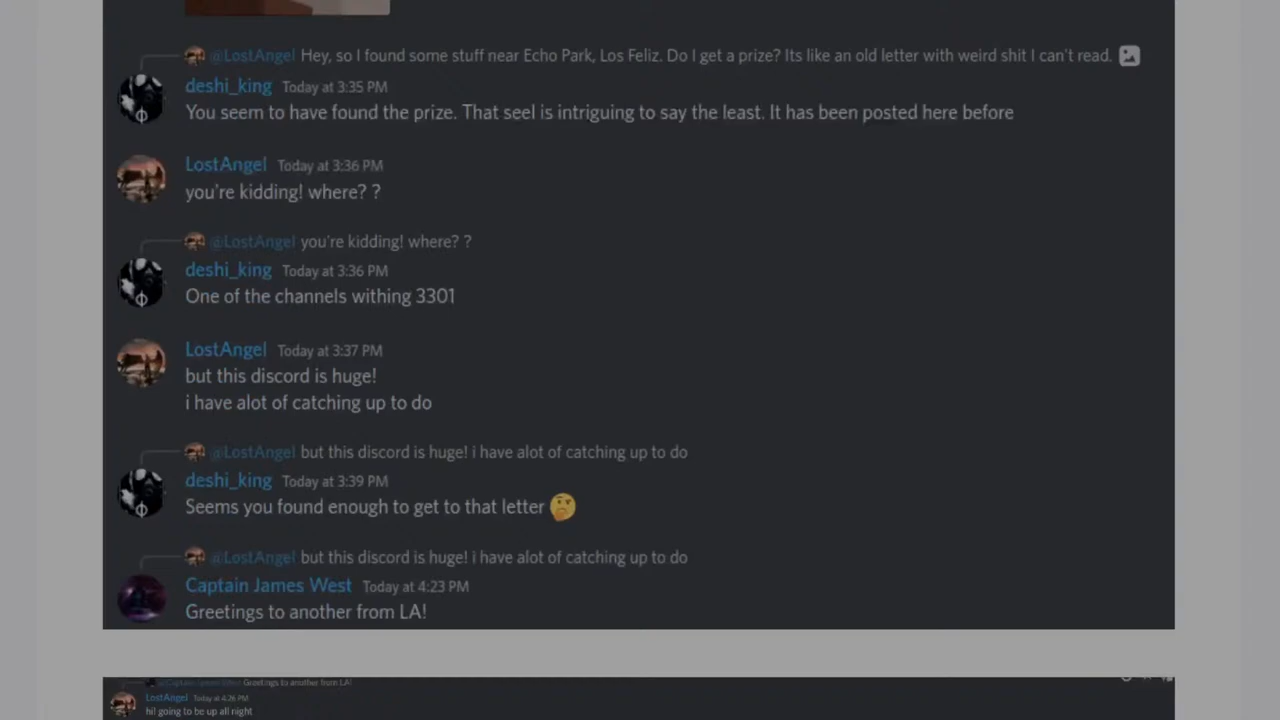 @LostAngel Hey, so I found some stuff near Echo Park, Los Feliz. Do I get a prize? Its like an old letter with weird shit I can't read.
deshi_king Today at 3:35 PM
You seem to have found the prize. That seel is intriguing to say the least. It has been posted here before
LostAngel Today at 3:36 PM
you're kidding! where? ?
@LostAngel you're kidding! where? ?
deshi_king Today at 3:36 PM
One of the channels withing 3301
LostAngel Today at 3:37 PM
but this discord is huge!
i have alot of catching up to do
@LostAngel but this discord is huge! i have alot of catching up to do
deshi_king Today at 3:39 PM
Seems you found enough to get to that letter 🤔
@LostAngel but this discord is huge! i have alot of catching up to do
Captain James West Today at 4:23 PM
Greetings to another from LA!
@Captain James West Greetings to another from LA!
LostAngel Today at 4:26 PM
hi! going to be up all night